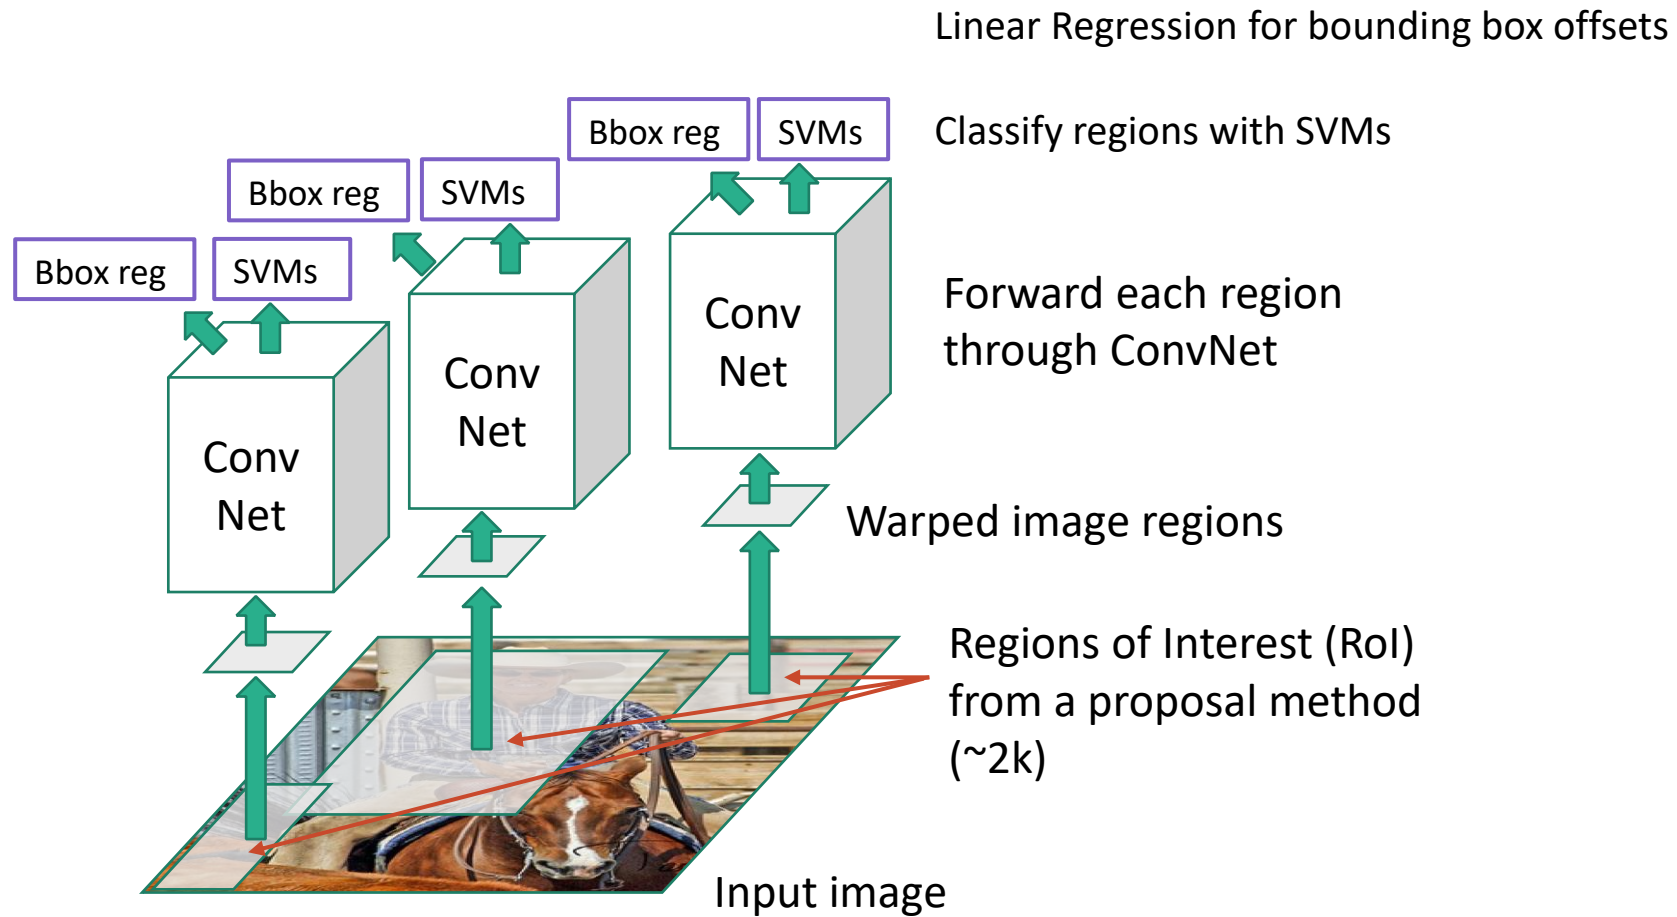 Linear Regression for bounding box offsets
Bbox reg
SVMs
Classify regions with SVMs
Bbox reg
SVMs
Bbox reg
SVMs
Conv
Net
Conv
Net
Conv
Net
Forward each region
through ConvNet
Warped image regions
Regions of Interest (RoI)
from a proposal method
(~2k)
Input image